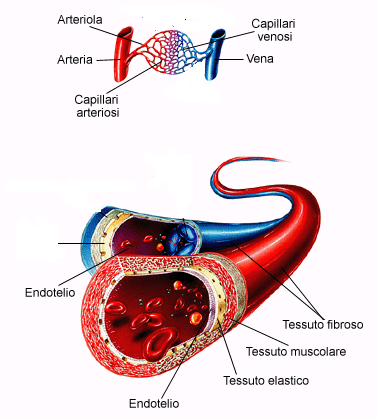 Arteriola
Capillari
venosi
Arteria
Vena
Capillari
arteriosi
Endotelio
Tessuto fibroso
Tessuto muscolare
Tessuto elastico
Endotelio